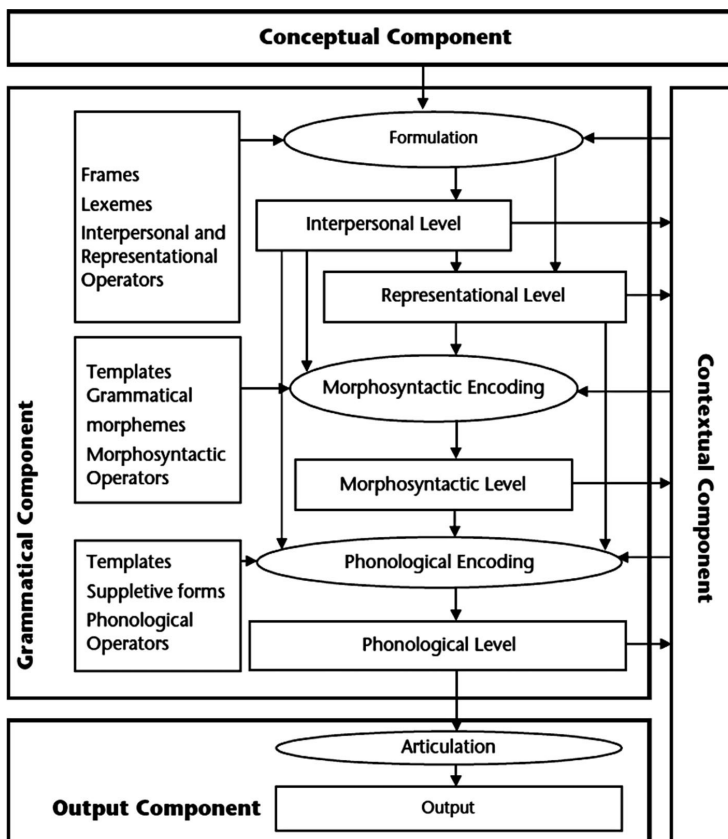 Conceptual Component
Formulation
Frames
Lexemes
Interpersonal and
Representational
Operators
Interpersonal Level
Representational Level
Templates
Grammatical
morphemes
Morphosyntactic
Operators
Morphosyntactic Encoding
Morphosyntactic Level
Templates
Suppletive forms
Phonological
Operators
Phonological Encoding
Phonological Level
Grammatical Component
Contextual Component
Articulation
Output Component
Output